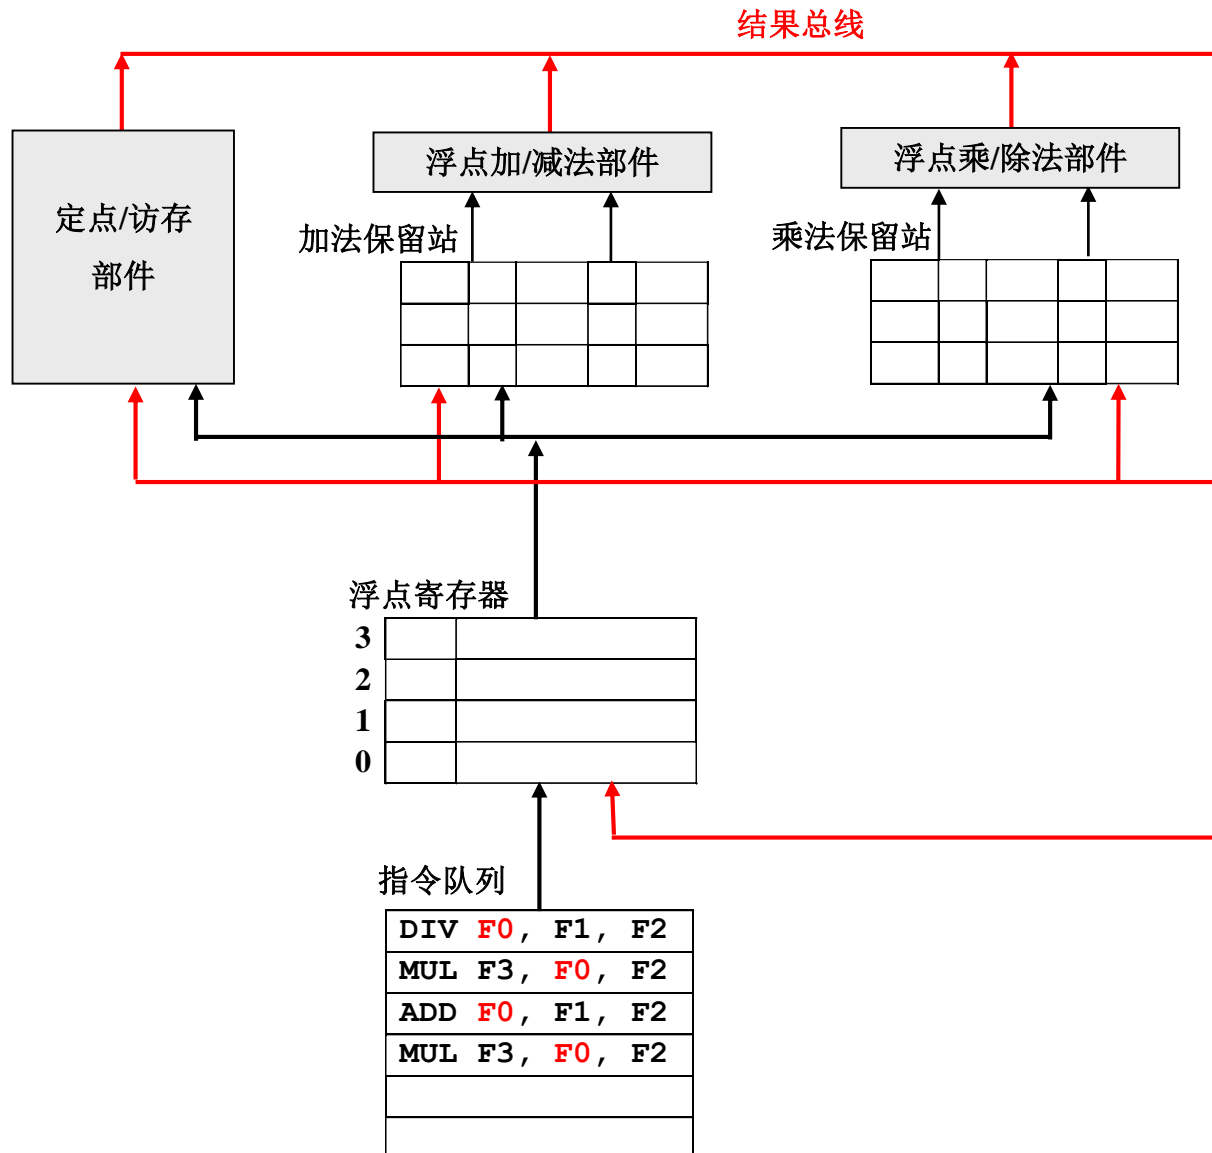 结果总线
浮点加/减法部件
浮点乘/除法部件
定点/访存
部件
加法保留站
乘法保留站
浮点寄存器
3
2
1
0
指令队列
DIV F0, F1, F2
MUL F3, F0, F2
ADD F0, F1, F2
MUL F3, F0, F2